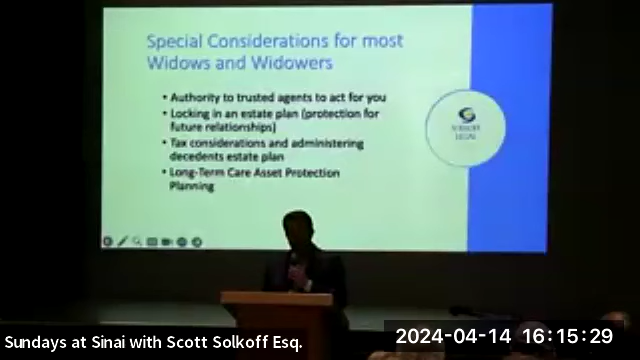 Special Considerations for most
Widows and Widowers
• Authority to trusted agents to act for you
• Locking in an estate plan (protection for
future relationships)
• Tax considerations and administering
decedents estate plan
• Long-Term Care Asset Protection
Planning
SOLKOFF
LEGAL
2024-04-14 16:15:29
Sundays at Sinai with Scott Solkoff Esq.